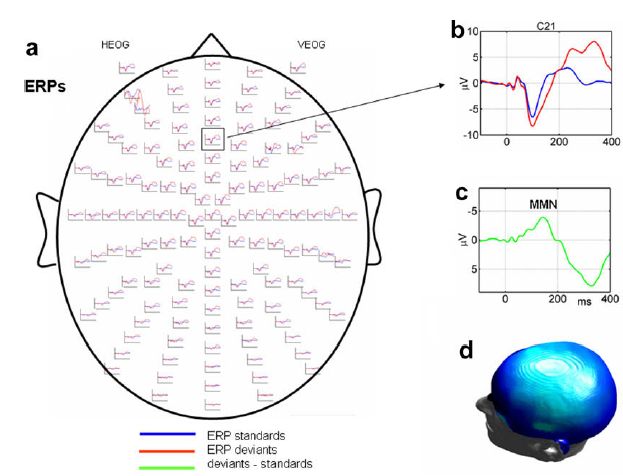 a
HEOG
VEOG
ERPs
b
C21
10
5
0
-5
-10
µV
0
200
400
c
MMN
-5
0
5
µV
0
200
400
ms
d
ERP standards
ERP deviants
deviants - standards